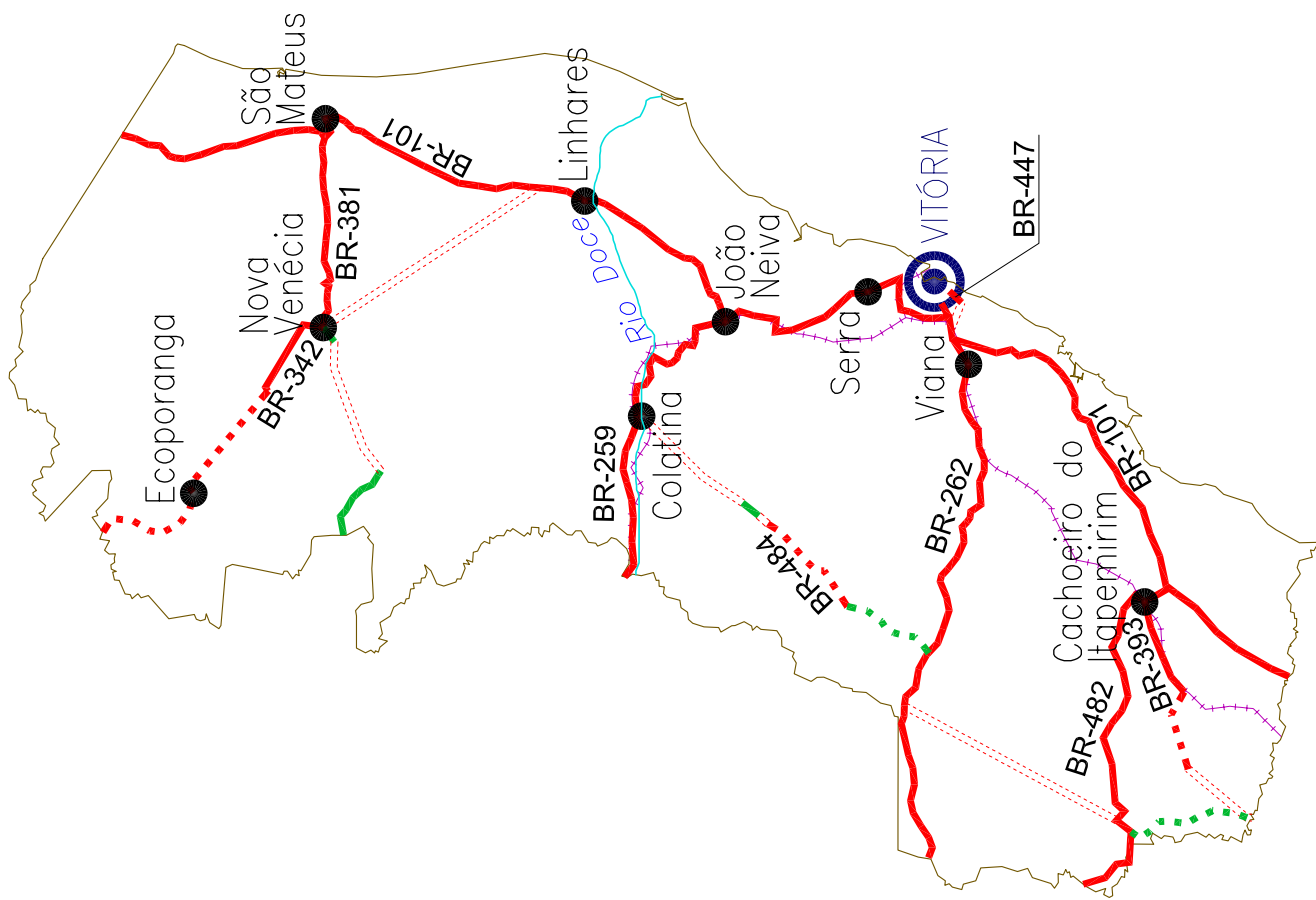 São
Mateus
BR-101
Linhares
Nova
Venécia
BR-381
Ecoporanga
BR-342
Rio Doce
João
Neiva
VITÓRIA
BR-447
Serra
Viana
BR-259
Colatina
BR-484
BR-262
BR-101
Cachoeiro do
Itapemirim
BR-393
BR-482